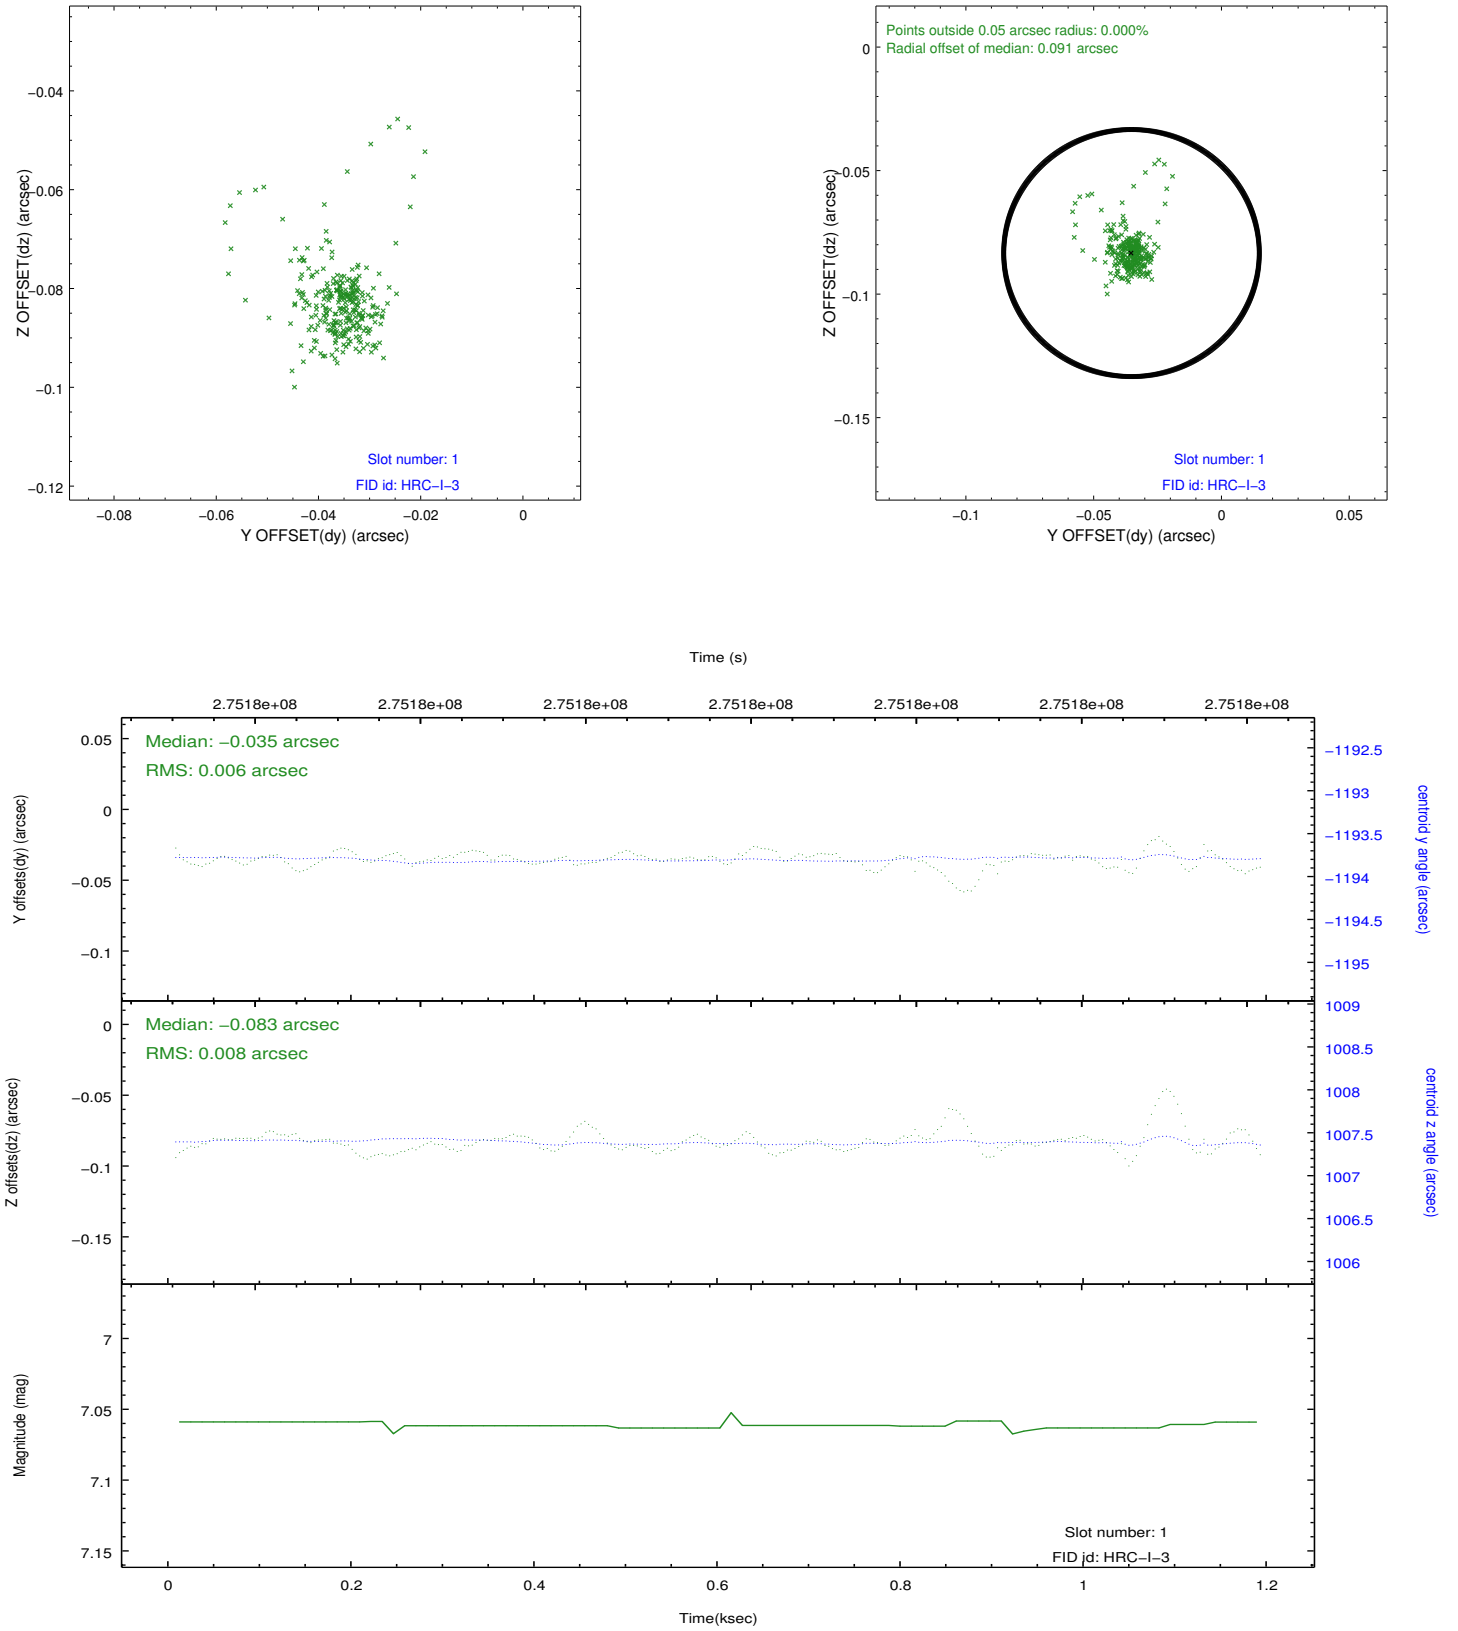 −0.04
−0.06
−0.08
−0.1
−0.12
Z OFFSET(dz) (arcsec)
Slot number: 1
FID id: HRC−I−3
−0.08
−0.06
−0.04
−0.02
0
Y OFFSET(dy) (arcsec)
Points outside 0.05 arcsec radius: 0.000%
Radial offset of median: 0.091 arcsec
0
−0.05
−0.1
−0.15
Z OFFSET(dz) (arcsec)
Slot number: 1
FID id: HRC−I−3
−0.1
−0.05
0
0.05
Y OFFSET(dy) (arcsec)
Time (s)
2.7518e+08
2.7518e+08
2.7518e+08
2.7518e+08
2.7518e+08
2.7518e+08
2.7518e+08
Median: −0.035 arcsec
RMS: 0.006 arcsec
0.05
0
−0.05
−0.1
Y offsets(dy) (arcsec)
−1192.5
−1193
−1193.5
−1194
−1194.5
−1195
centroid y angle (arcsec)
Median: −0.083 arcsec
RMS: 0.008 arcsec
0
−0.05
−0.1
−0.15
Z offsets(dz) (arcsec)
1009
1008.5
1008
1007.5
1007
1006.5
1006
centroid z angle (arcsec)
7
7.05
7.1
7.15
Magnitude (mag)
Slot number: 1
FID id: HRC−I−3
0
0.2
0.4
0.6
0.8
1
1.2
Time(ksec)